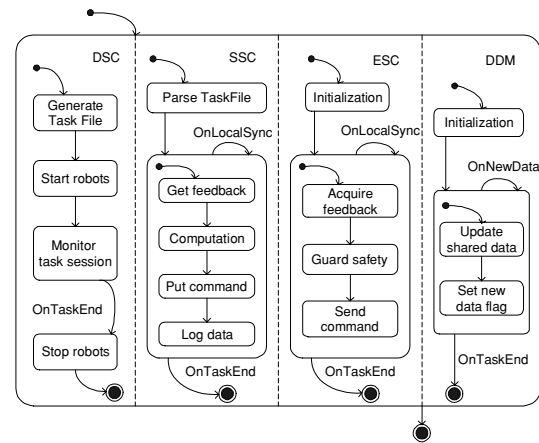 DSC
Generate
Task File
Start robots
Monitor
task session
OnTaskEnd
Stop robots
SSC
Parse TaskFile
OnLocalSync
Get feedback
Computation
Put command
Log data
OnTaskEnd
ESC
Initialization
OnLocalSync
Acquire
feedback
Guard safety
Send
command
OnTaskEnd
DDM
Initialization
OnNewData
Update
shared data
Set new
data flag
OnTaskEnd